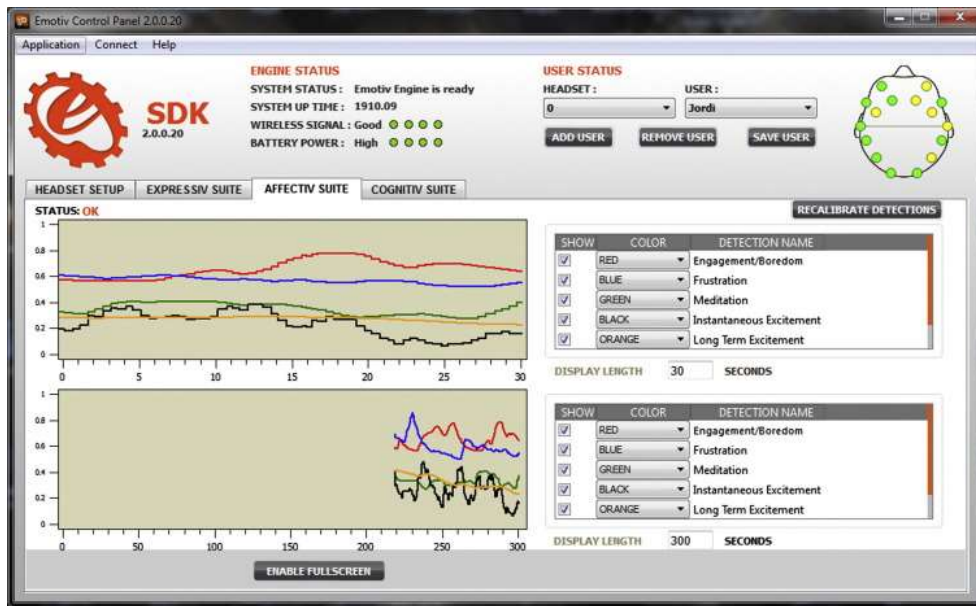 Emotiv Control Panel 2.0.0.20
Application Connect Help
SDK
2.0.0.20
ENGINE STATUS
SYSTEM STATUS : Emotiv Engine is ready
SYSTEM UP TIME : 1910.09
WIRELESS SIGNAL : Good
BATTERY POWER : High
USER STATUS
HEADSET : USER :
0 Jordi
ADD USER REMOVE USER SAVE USER
HEADSET SETUP EXPRESSIV SUITE AFFECTIV SUITE COGNITIV SUITE
STATUS: OK
RECALIBRATE DETECTIONS
1
0.8
0.6
0.4
0.2
0
0 5 10 15 20 25 30
SHOW COLOR DETECTION NAME
RED Engagement/Boredom
BLUE Frustration
GREEN Meditation
BLACK Instantaneous Excitement
ORANGE Long Term Excitement
DISPLAY LENGTH 30 SECONDS
1
0.8
0.6
0.4
0.2
0
0 50 100 150 200 250 300
SHOW COLOR DETECTION NAME
RED Engagement/Boredom
BLUE Frustration
GREEN Meditation
BLACK Instantaneous Excitement
ORANGE Long Term Excitement
DISPLAY LENGTH 300 SECONDS
ENABLE FULLSCREEN